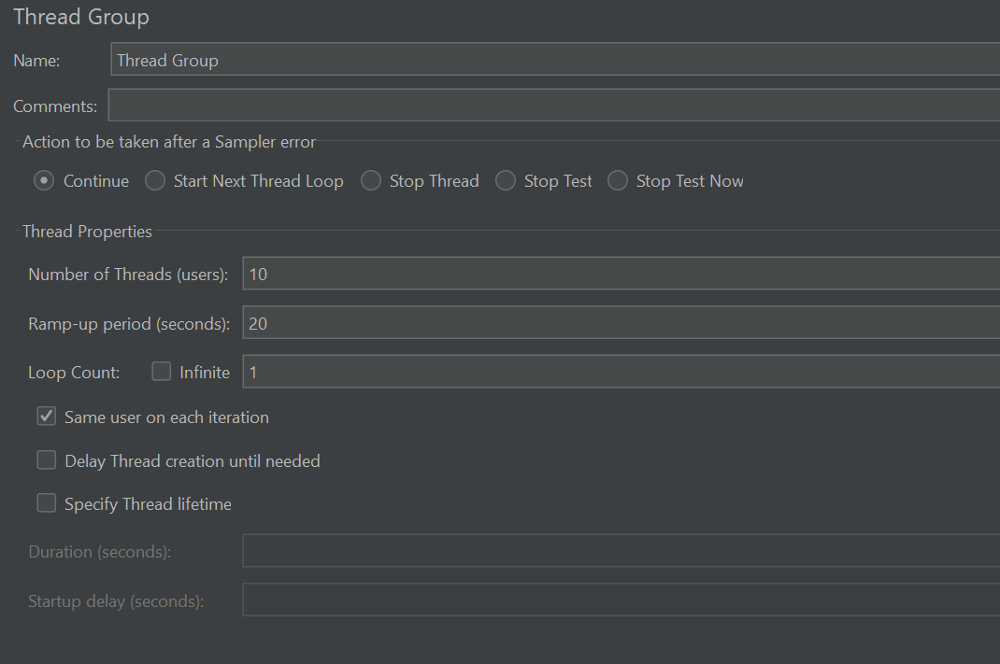 Thread Group
Name: Thread Group
Comments:
Action to be taken after a Sampler error
Continue Start Next Thread Loop Stop Thread Stop Test Stop Test Now
Thread Properties
Number of Threads (users): 10
Ramp-up period (seconds): 20
Loop Count: Infinite 1
Same user on each iteration
Delay Thread creation until needed
Specify Thread lifetime
Duration (seconds):
Startup delay (seconds):